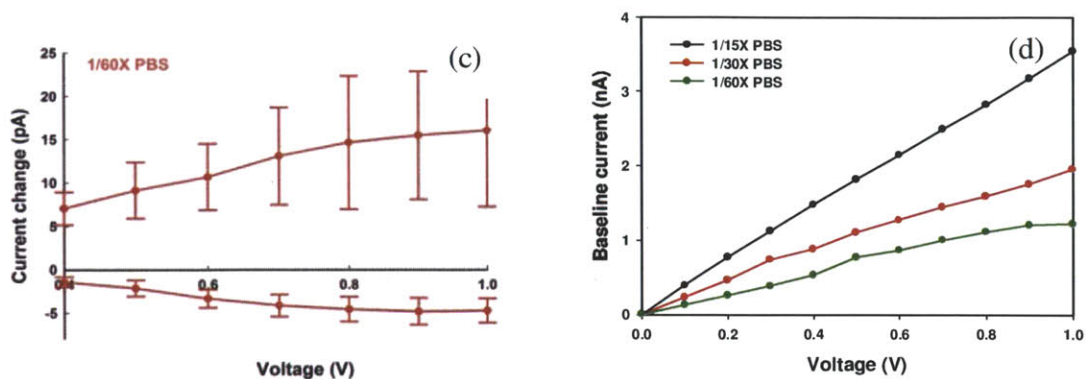 (c)
1/60X PBS
Current change (pA)
25
20
15
10
5
0
-5
0.4
0.6
0.8
1.0
Voltage (V)
(d)
1/15X PBS
1/30X PBS
1/60X PBS
Baseline current (nA)
4
3
2
1
0
0.0
0.2
0.4
0.6
0.8
1.0
Voltage (V)